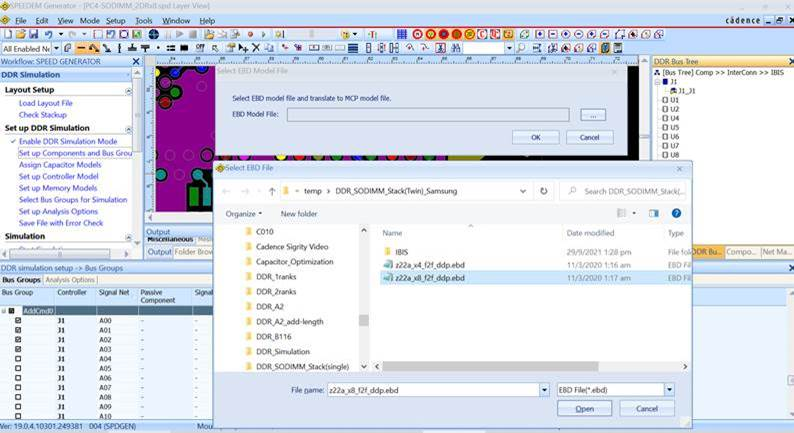 SPEEDEM Generator - [PC4-SODIMM_2DRx8.spd Layer View]
File Edit View Mode Setup Tools Window Layer View Help
cādence
All Enabled Ne
Workflow: SPEED GENERATOR
DDR Simulation
Layout Setup
Load Layout File
Check Stackup
Set up DDR Simulation
Enable DDR Simulation Mode
Set up Components and Bus Grou
Assign Capacitor Models
Set up Controller Model
Set up Memory Models
Select Bus Groups for Simulation
Set up Analysis Options
Save File with Error Check
Simulation
Select EBD Model File
Select EBD model file and translate to MCP model file.
EBD Model File:
...
OK Cancel
DDR Bus Tree
[Bus Tree] Comp >> InterConn >> IBIS
J1
J1_J1
U1
U2
U4
U5
U6
U7
U8
Select EBD File
temp › DDR_SODIMM_Stack(Twin)_Samsung
Search DDR_SODIMM_Stack(...
Organize New folder
C010
Cadence Sigrity Video
Capacitor_Optimization
DDR_1ranks
DDR_2ranks
DDR_A2
DDR_A2_add-length
DDR_B116
DDR_Simulation
DDR_SODIMM_Stack(single)
Name Date modified Type
IBIS 29/9/2021 1:28 pm File fol
z22a_x4_f2f_ddp.ebd 11/3/2020 1:16 am EBD Fi
z22a_x8_f2f_ddp.ebd 11/3/2020 1:17 am EBD Fi
File name: z22a_x8_f2f_ddp.ebd EBD File(*.ebd)
Open Cancel
Output
Miscellaneous Mes
Output Folder Brow
DDR Bu... Compo... Net Ma...
DDR simulation setup -> Bus Groups
Bus Groups Analysis Options
Bus Group Controller Signal Net Passive Component Signal
AddCmd0
J1 A00 -
J1 A01 -
J1 A02 -
J1 A03 -
J1 A04 -
J1 A05 -
J1 A06 -
J1 A07 -
J1 A08 -
J1 A09 -
J1 A10 -
Ver: 19.0.4.10301.249381 004 (SPDGEN)